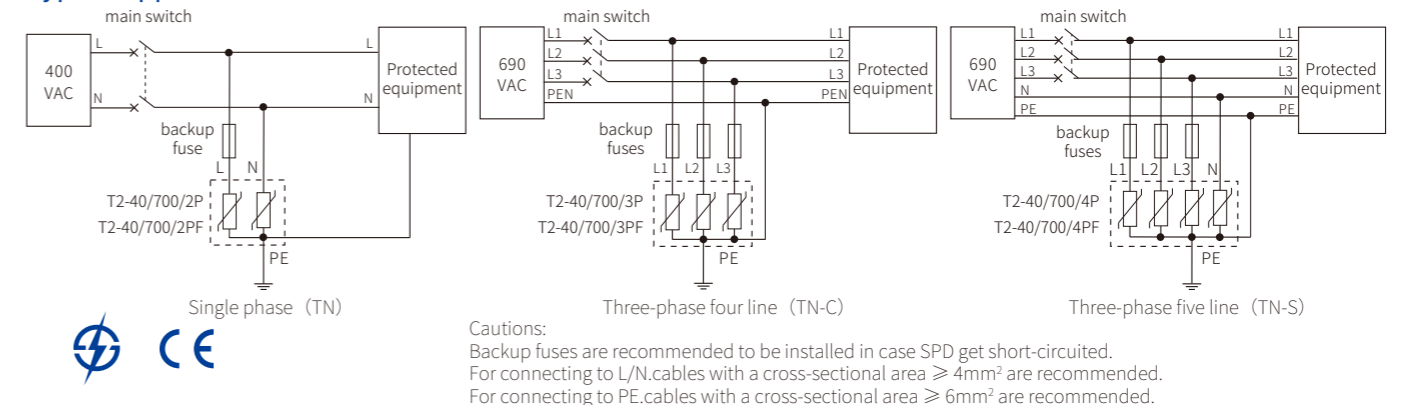 main switch
400
VAC
L
N
L
N
Protected
equipment
backup
fuse
L
N
T2-40/700/2P
T2-40/700/2PF
PE
Single phase（TN）
main switch
690
VAC
L1
L2
L3
PEN
L1
L2
L3
PEN
Protected
equipment
backup
fuses
L1
L2
L3
T2-40/700/3P
T2-40/700/3PF
PE
Three-phase four line（TN-C）
main switch
690
VAC
L1
L2
L3
N
PE
L1
L2
L3
N
PE
Protected
equipment
backup
fuses
L1
L2
L3
N
T2-40/700/4P
T2-40/700/4PF
PE
Three-phase five line（TN-S）
CE
Cautions:
Backup fuses are recommended to be installed in case SPD get short-circuited.
For connecting to L/N.cables with a cross-sectional area ⩾ 4mm² are recommended.
For connecting to PE.cables with a cross-sectional area ⩾ 6mm² are recommended.